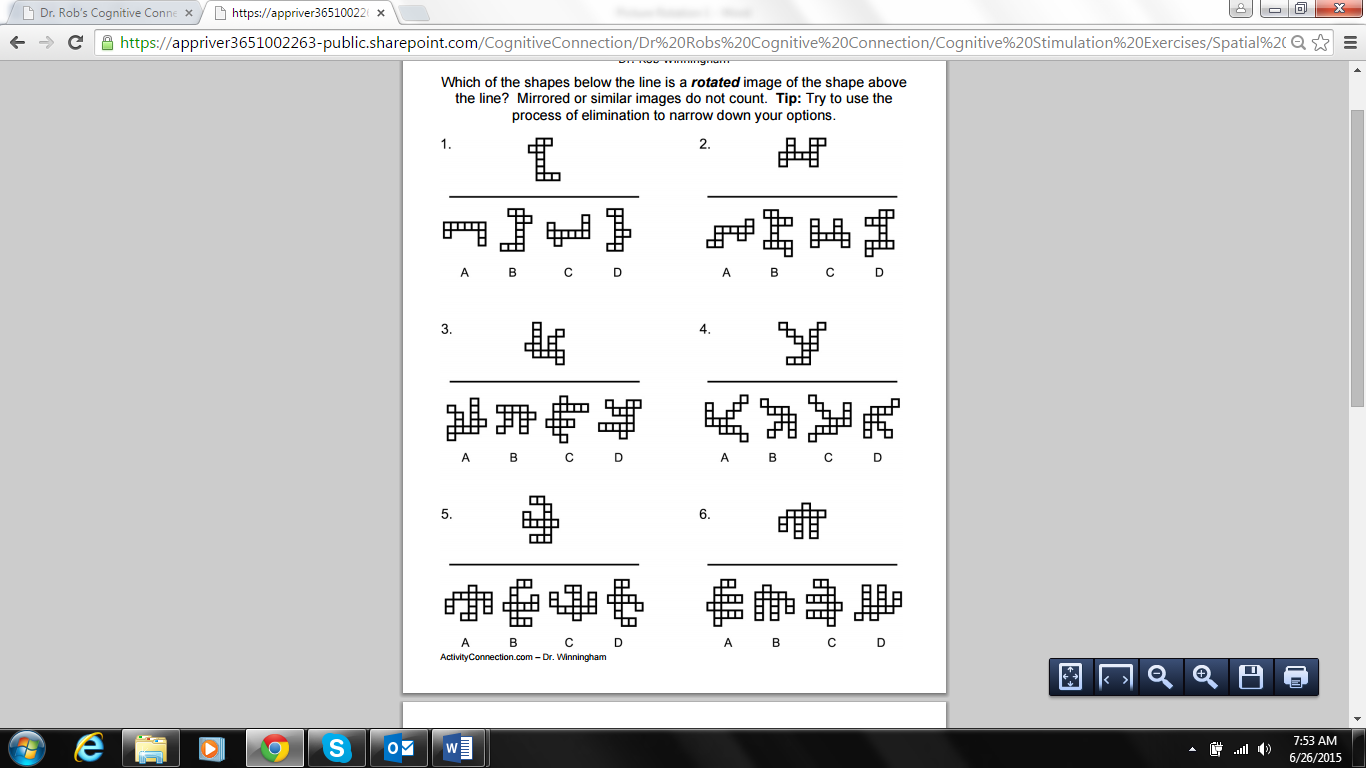 Dr. Rob's Cognitive Conne
https://appriver36510022
https://appriver3651002263-public.sharepoint.com/CognitiveConnection/Dr%20Robs%20Cognitive%20Connection/Cognitive%20Stimulation%20Exercises/Spatial%20
Which of the shapes below the line is a rotated image of the shape above
the line? Mirrored or similar images do not count. Tip: Try to use the
process of elimination to narrow down your options.
1. 2.
A B C D A B C D
3. 4.
A B C D A B C D
5. 6.
A B C D A B C D
ActivityConnection.com – Dr. Winningham
7:53 AM
6/26/2015